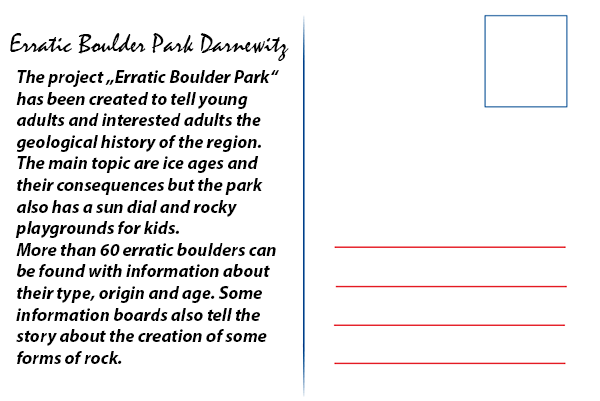 Erratic Boulder Park Darnewitz
The project „Erratic Boulder Park“
has been created to tell young
adults and interested adults the
geological history of the region.
The main topic are ice ages and
their consequences but the park
also has a sun dial and rocky
playgrounds for kids.
More than 60 erratic boulders can
be found with information about
their type, origin and age. Some
information boards also tell the
story about the creation of some
forms of rock.